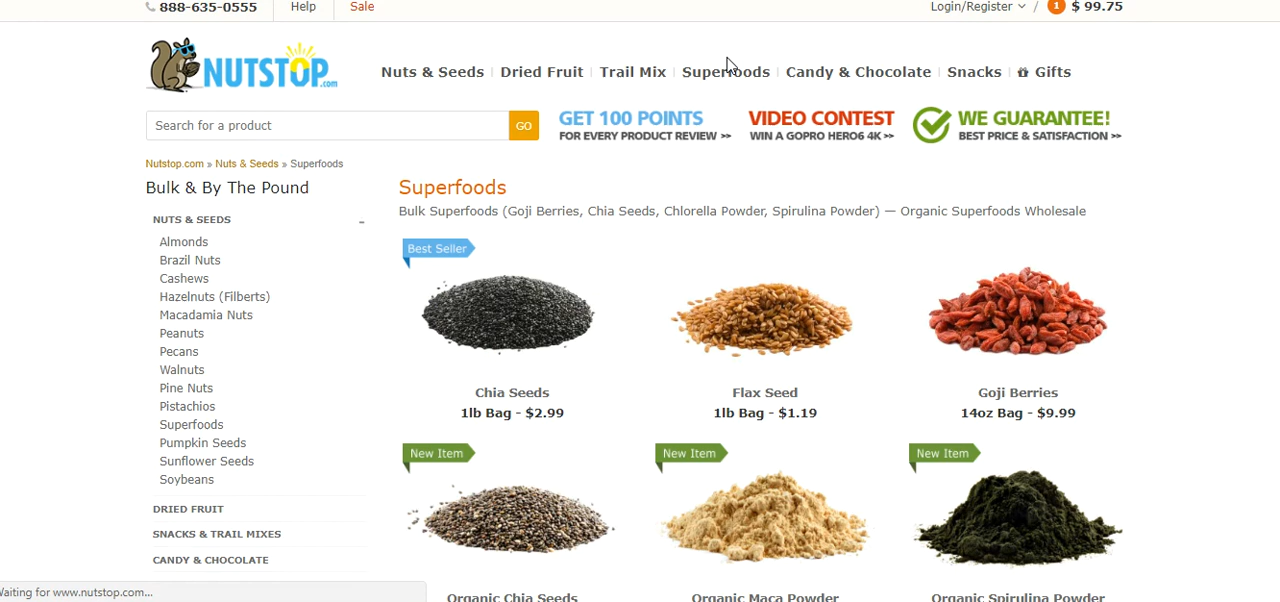 888-635-0555 Help Sale Login/Register / 1 $ 99.75
NUTSTOP.com
Nuts & Seeds Dried Fruit Trail Mix Superfoods Candy & Chocolate Snacks Gifts
Search for a product GO
GET 100 POINTS
FOR EVERY PRODUCT REVIEW >>
VIDEO CONTEST
WIN A GOPRO HERO6 4K >>
WE GUARANTEE!
BEST PRICE & SATISFACTION >>
Nutstop.com » Nuts & Seeds » Superfoods
Bulk & By The Pound
NUTS & SEEDS -
Almonds
Brazil Nuts
Cashews
Hazelnuts (Filberts)
Macadamia Nuts
Peanuts
Pecans
Walnuts
Pine Nuts
Pistachios
Superfoods
Pumpkin Seeds
Sunflower Seeds
Soybeans
DRIED FRUIT
SNACKS & TRAIL MIXES
CANDY & CHOCOLATE
Superfoods
Bulk Superfoods (Goji Berries, Chia Seeds, Chlorella Powder, Spirulina Powder) — Organic Superfoods Wholesale
Best Seller
Chia Seeds
1lb Bag - $2.99
Flax Seed
1lb Bag - $1.19
Goji Berries
14oz Bag - $9.99
New Item
Organic Chia Seeds
New Item
Organic Maca Powder
New Item
Organic Spirulina Powder
Waiting for www.nutstop.com...